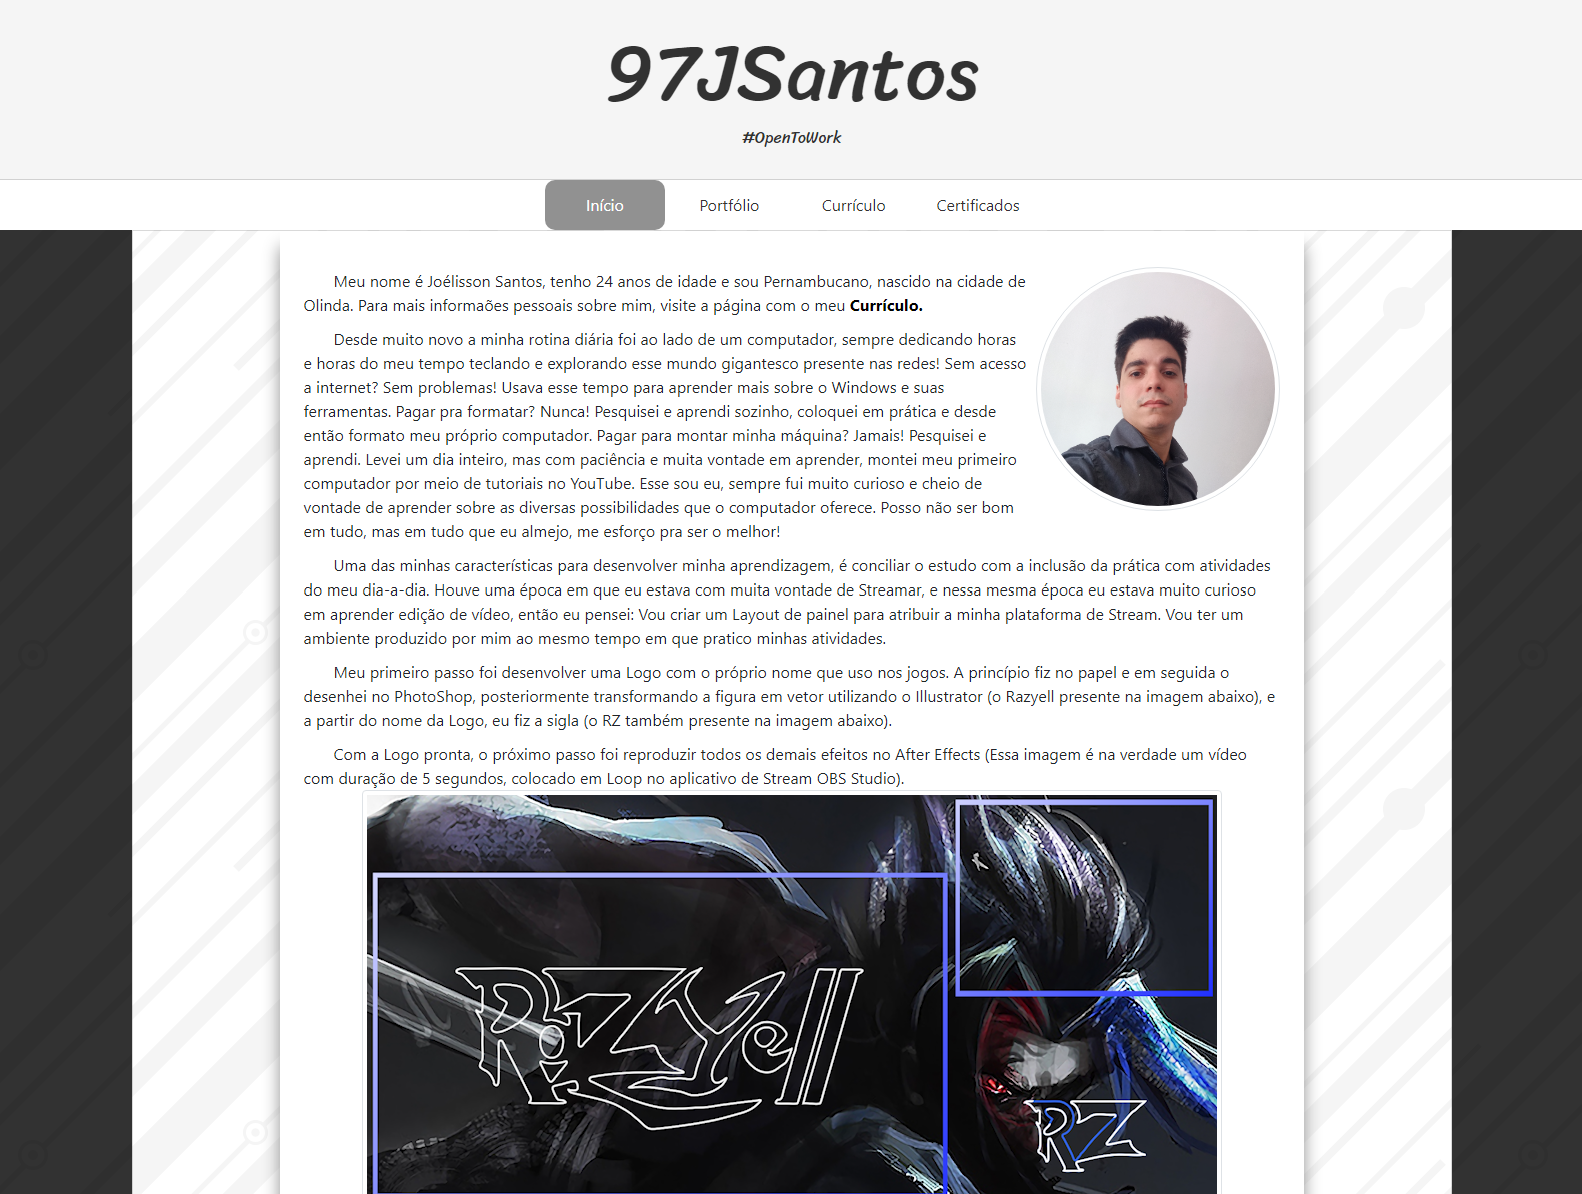 97JSantos
#OpenToWork
Início Portfólio Currículo Certificados
Meu nome é Joélisson Santos, tenho 24 anos de idade e sou Pernambucano, nascido na cidade de
Olinda. Para mais informaões pessoais sobre mim, visite a página com o meu Currículo.
Desde muito novo a minha rotina diária foi ao lado de um computador, sempre dedicando horas
e horas do meu tempo teclando e explorando esse mundo gigantesco presente nas redes! Sem acesso
a internet? Sem problemas! Usava esse tempo para aprender mais sobre o Windows e suas
ferramentas. Pagar pra formatar? Nunca! Pesquisei e aprendi sozinho, coloquei em prática e desde
então formato meu próprio computador. Pagar para montar minha máquina? Jamais! Pesquisei e
aprendi. Levei um dia inteiro, mas com paciência e muita vontade em aprender, montei meu primeiro
computador por meio de tutoriais no YouTube. Esse sou eu, sempre fui muito curioso e cheio de
vontade de aprender sobre as diversas possibilidades que o computador oferece. Posso não ser bom
em tudo, mas em tudo que eu almejo, me esforço pra ser o melhor!
Uma das minhas características para desenvolver minha aprendizagem, é conciliar o estudo com a inclusão da prática com atividades
do meu dia-a-dia. Houve uma época em que eu estava com muita vontade de Streamar, e nessa mesma época eu estava muito curioso
em aprender edição de vídeo, então eu pensei: Vou criar um Layout de painel para atribuir a minha plataforma de Stream. Vou ter um
ambiente produzido por mim ao mesmo tempo em que pratico minhas atividades.
Meu primeiro passo foi desenvolver uma Logo com o próprio nome que uso nos jogos. A princípio fiz no papel e em seguida o
desenhei no PhotoShop, posteriormente transformando a figura em vetor utilizando o Illustrator (o Razyell presente na imagem abaixo), e
a partir do nome da Logo, eu fiz a sigla (o RZ também presente na imagem abaixo).
Com a Logo pronta, o próximo passo foi reproduzir todos os demais efeitos no After Effects (Essa imagem é na verdade um vídeo
com duração de 5 segundos, colocado em Loop no aplicativo de Stream OBS Studio).
RaZyell
RZ